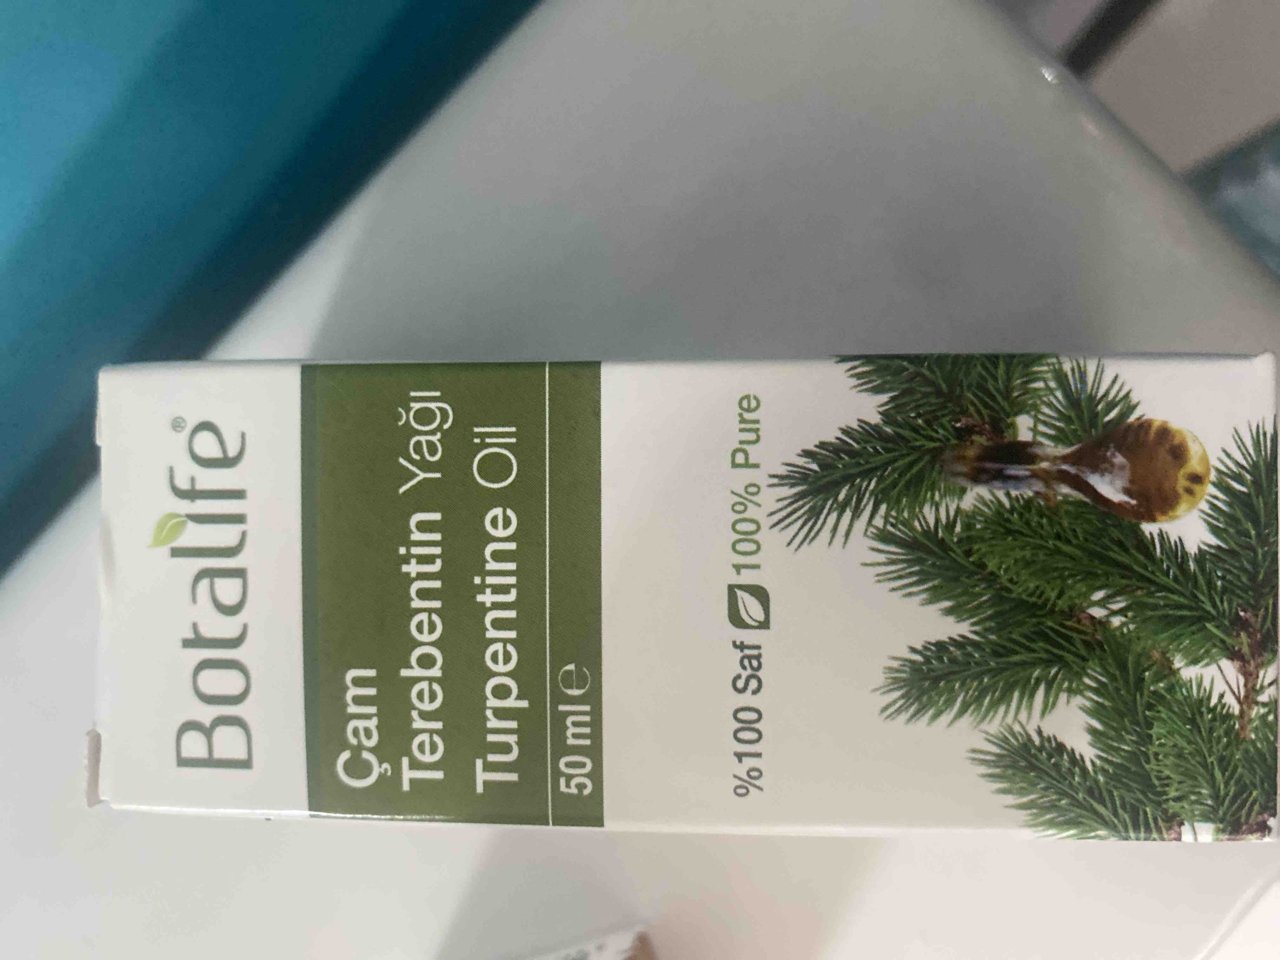 Botalife®
Çam
Terebentin Yağı
Turpentine Oil
50 ml ℮
%100 Saf 100% Pure